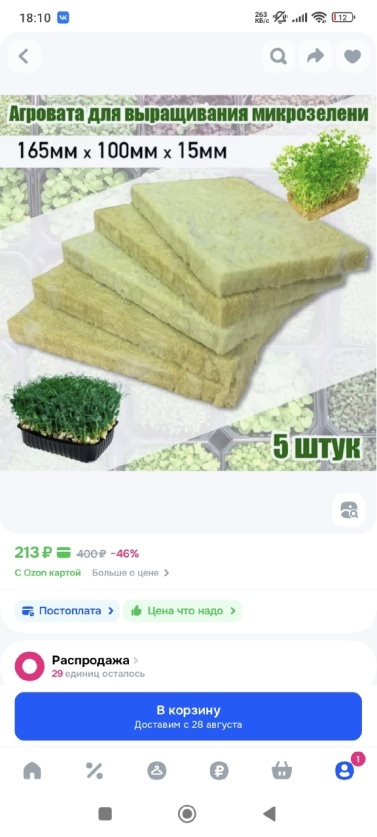 18:10
263
КБ/с
12
Агровата для выращивания микрозелени
165мм х 100мм х 15мм
5 штук
213 ₽ 400 ₽ -46%
С Ozon картой Больше о цене
Постоплата Цена что надо
Распродажа
29 единиц осталось
В корзину
Доставим с 28 августа
1